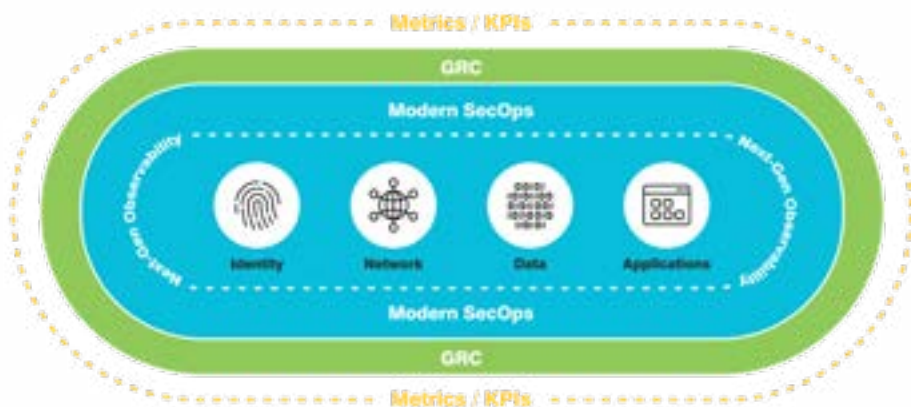 Metrics / KPIs
GRC
Modern SecOps
Next-Gen Observability
Next-Gen Observability
Identity
Network
Data
Applications
Modern SecOps
GRC
Metrics / KPIs